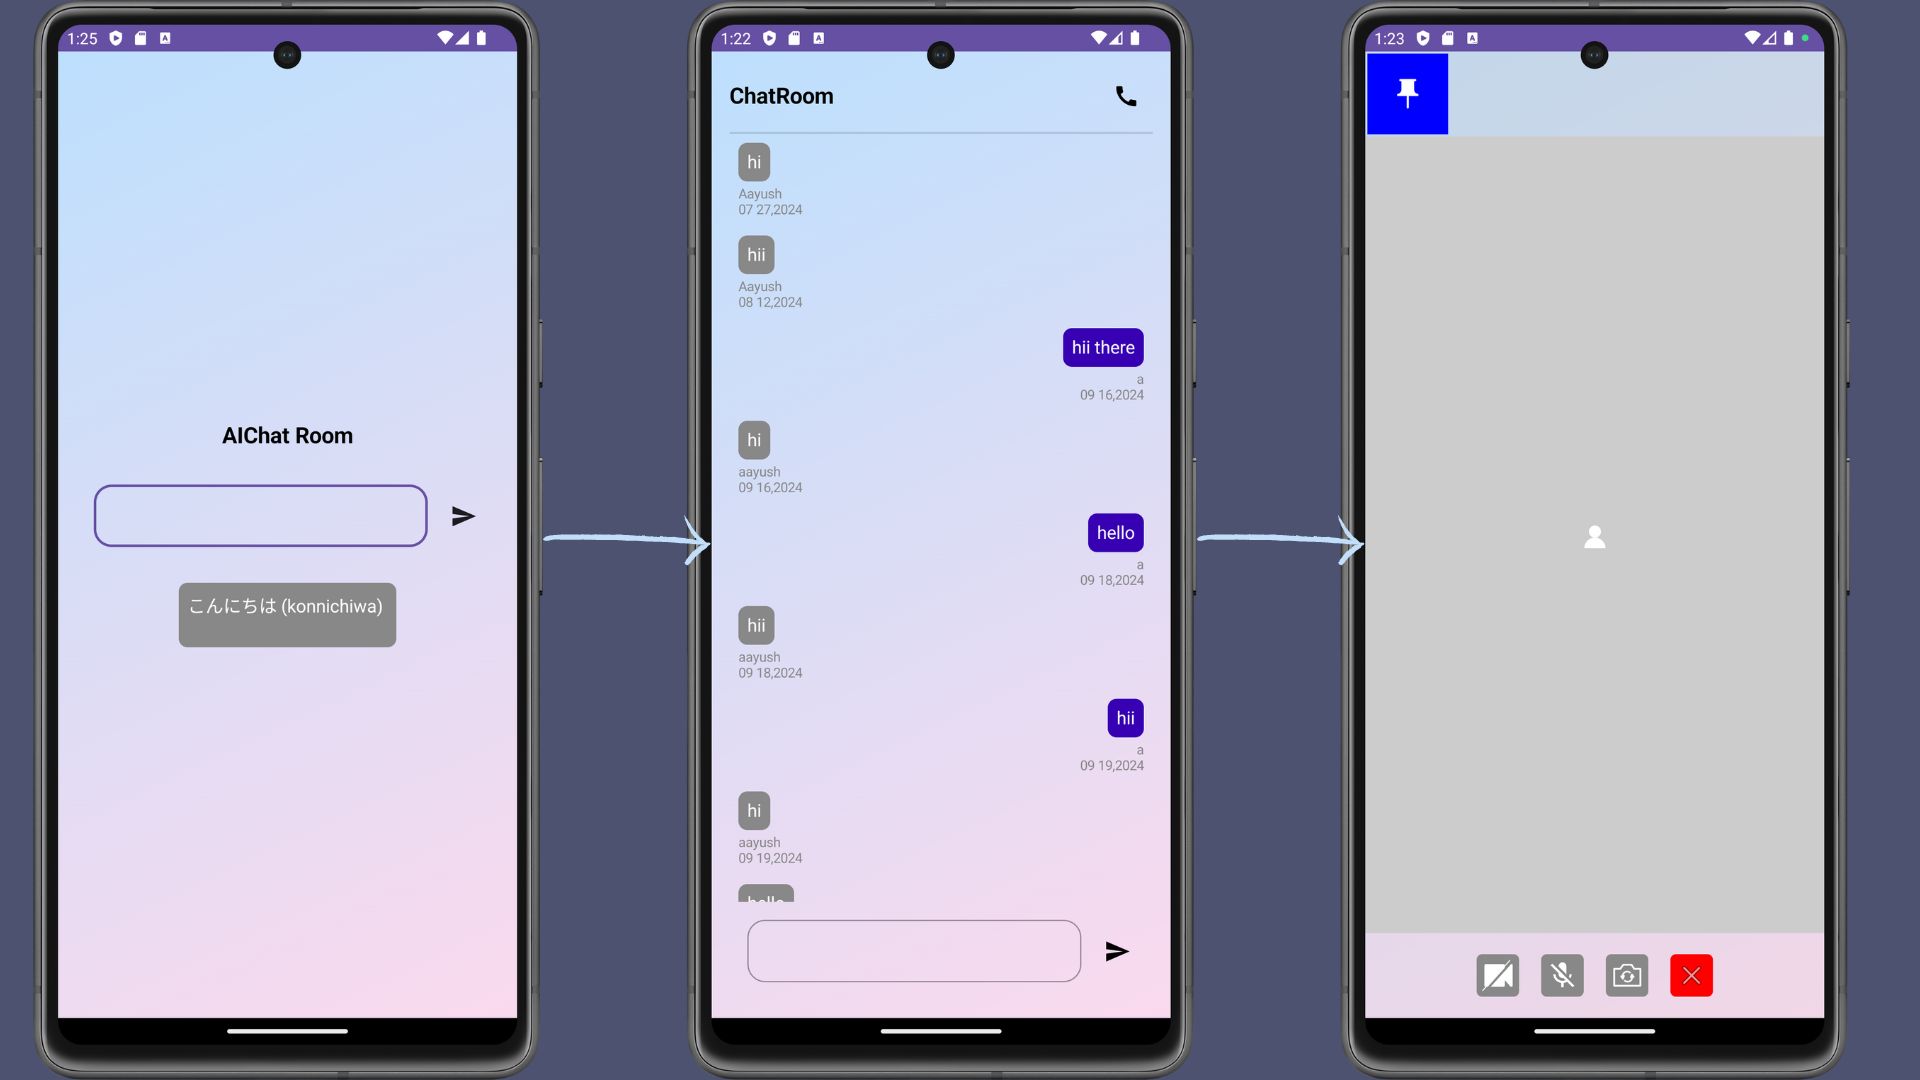 1:25
AIChat Room
こんにちは (konnichiwa)
1:22
ChatRoom
hi
Aayush
07 27,2024
hii
Aayush
08 12,2024
hii there
a
09 16,2024
hi
aayush
09 16,2024
hello
a
09 18,2024
hii
aayush
09 18,2024
hii
a
09 19,2024
hi
aayush
09 19,2024
hello
1:23